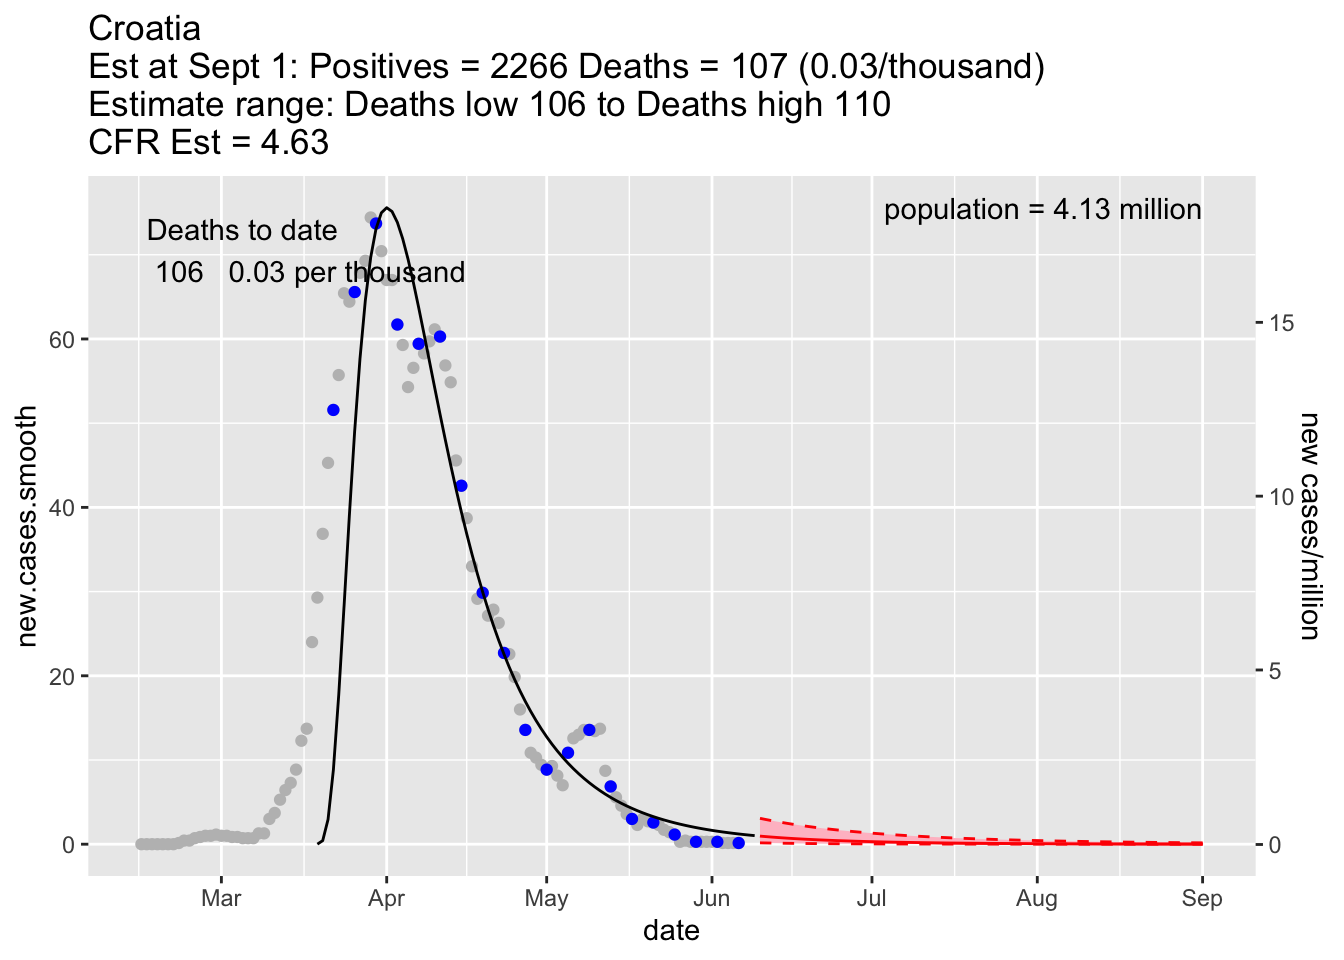 Croatia
Est at Sept 1: Positives = 2266 Deaths = 107 (0.03/thousand)
Estimate range: Deaths low 106 to Deaths high 110
CFR Est = 4.63
population = 4.13 million
Deaths to date
106 0.03 per thousand
new.cases.smooth
60
40
20
0
15
10
5
0
new cases/million
Mar Apr May Jun Jul Aug Sep
date